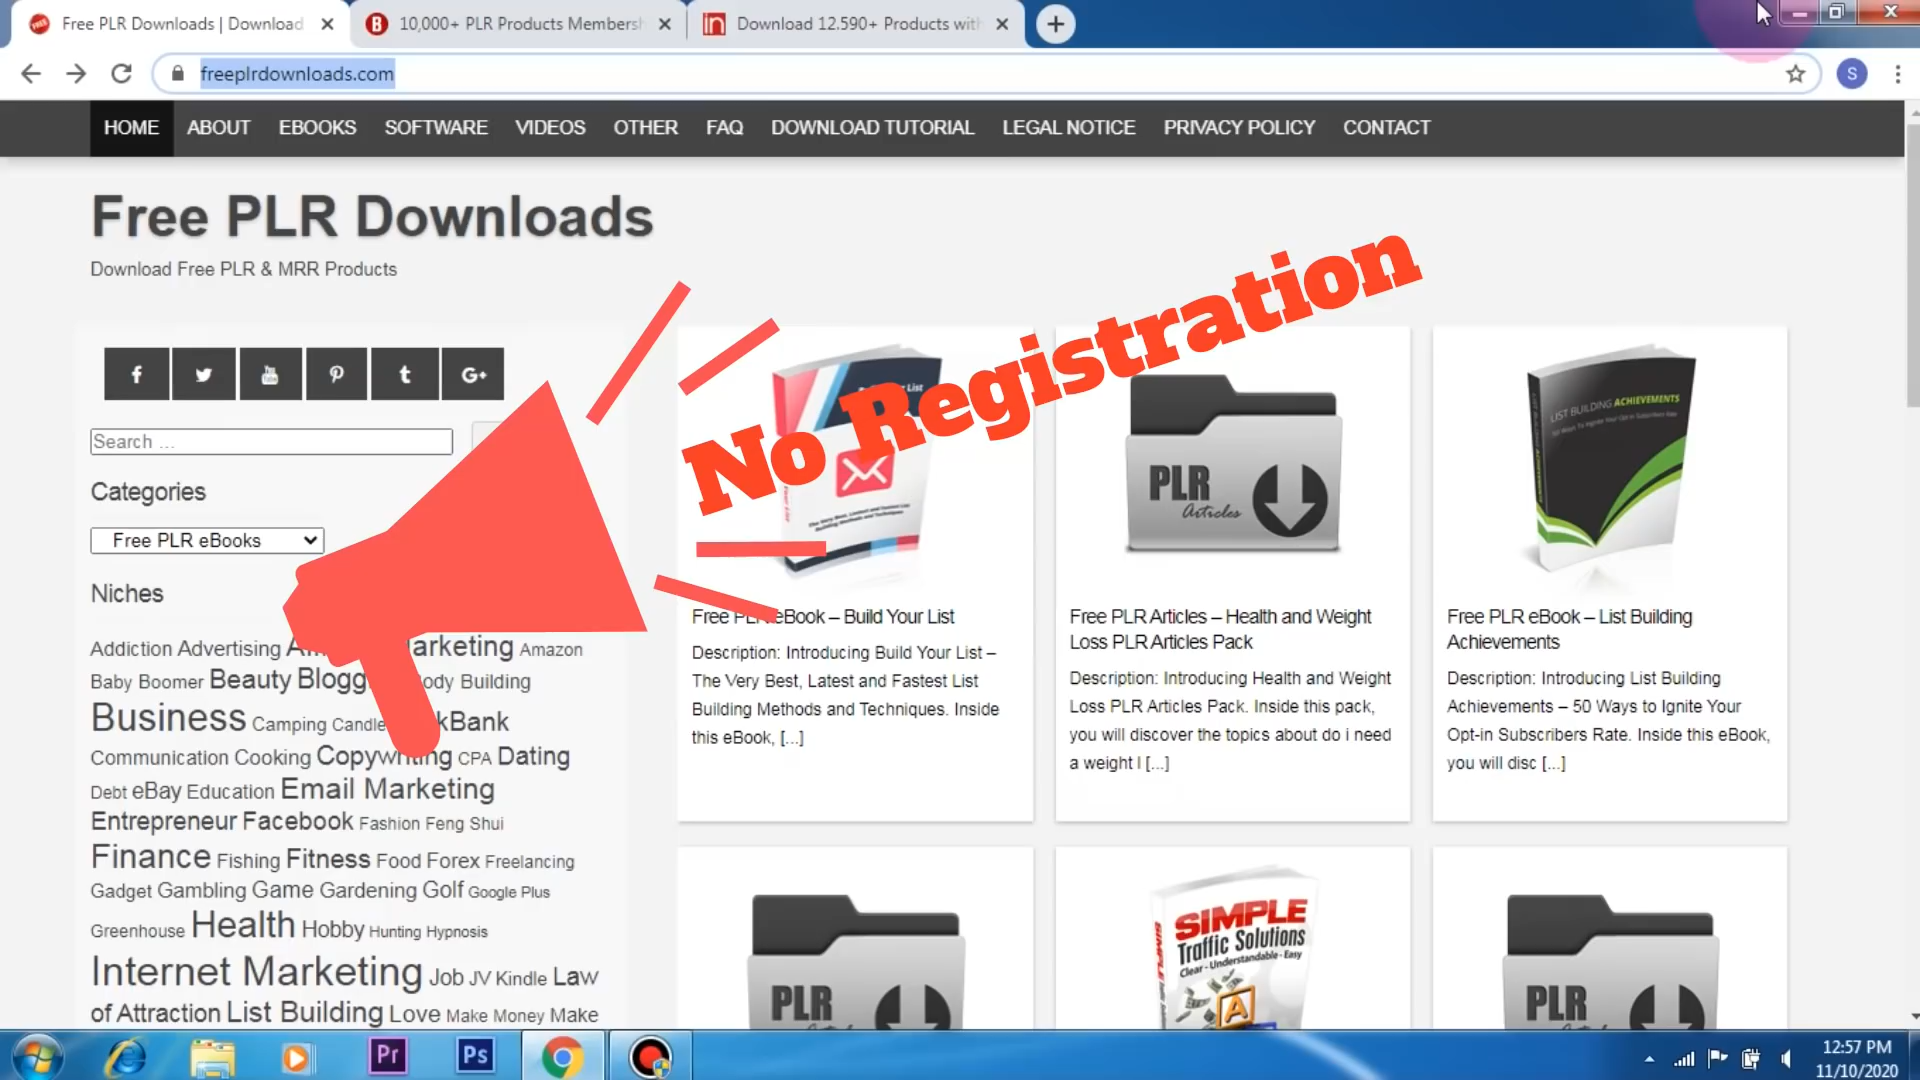 Free PLR Downloads | Download
10,000+ PLR Products Membersh
Download 12.590+ Products with
freeplrdownloads.com
S
HOME ABOUT EBOOKS SOFTWARE VIDEOS OTHER FAQ DOWNLOAD TUTORIAL LEGAL NOTICE PRIVACY POLICY CONTACT
Free PLR Downloads
Download Free PLR & MRR Products
No Registration
Search ...
Categories
Free PLR eBooks
Niches
Addiction Advertising Amazon
Baby Boomer Beauty Building
Business Camping
Communication Cooking Copywriting CPA Dating
Debt eBay Education Email Marketing
Entrepreneur Facebook Fashion Feng Shui
Finance Fishing Fitness Food Forex Freelancing
Gadget Gambling Game Gardening Golf Google Plus
Greenhouse Health Hobby Hunting Hypnosis
Internet Marketing Job JV Kindle Law
of Attraction List Building Love Make Money Make
LIST BUILDING ACHIEVEMENTS
PLR
Articles
Free PLR eBook – Build Your List
Description: Introducing Build Your List –
The Very Best, Latest and Fastest List
Building Methods and Techniques. Inside
this eBook, [...]
Free PLR Articles – Health and Weight
Loss PLR Articles Pack
Description: Introducing Health and Weight
Loss PLR Articles Pack. Inside this pack,
you will discover the topics about do i need
a weight l [...]
Free PLR eBook – List Building
Achievements
Description: Introducing List Building
Achievements – 50 Ways to Ignite Your
Opt-in Subscribers Rate. Inside this eBook,
you will disc [...]
PLR
SIMPLE
Traffic Solutions
Clear - Understandable - Easy
A
PLR
Pr
Ps
12:57 PM
11/10/2020